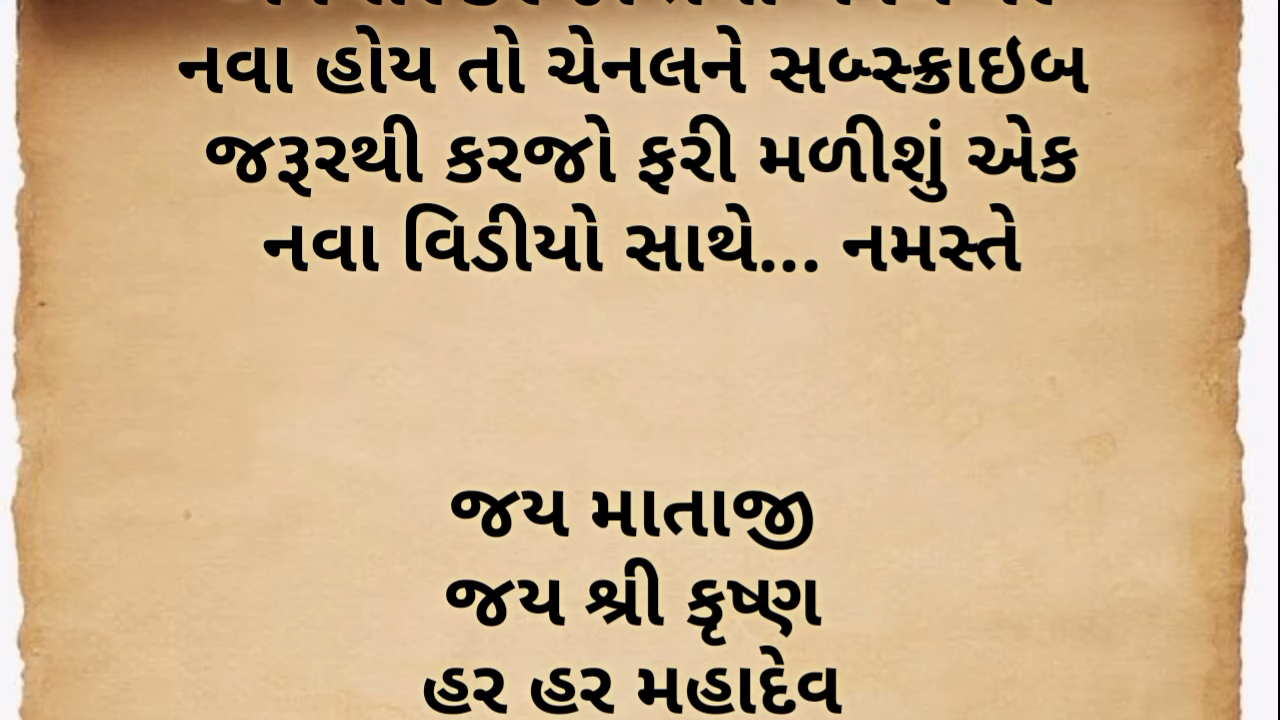 નવા હોય તો ચેનલને સબ્સ્ક્રાઇબ
જરૂરથી કરજો ફરી મળીશું એક
નવા વિડીયો સાથે... નમસ્તે
જય માતાજી
જય શ્રી કૃષ્ણ
હર હર મહાદેવ